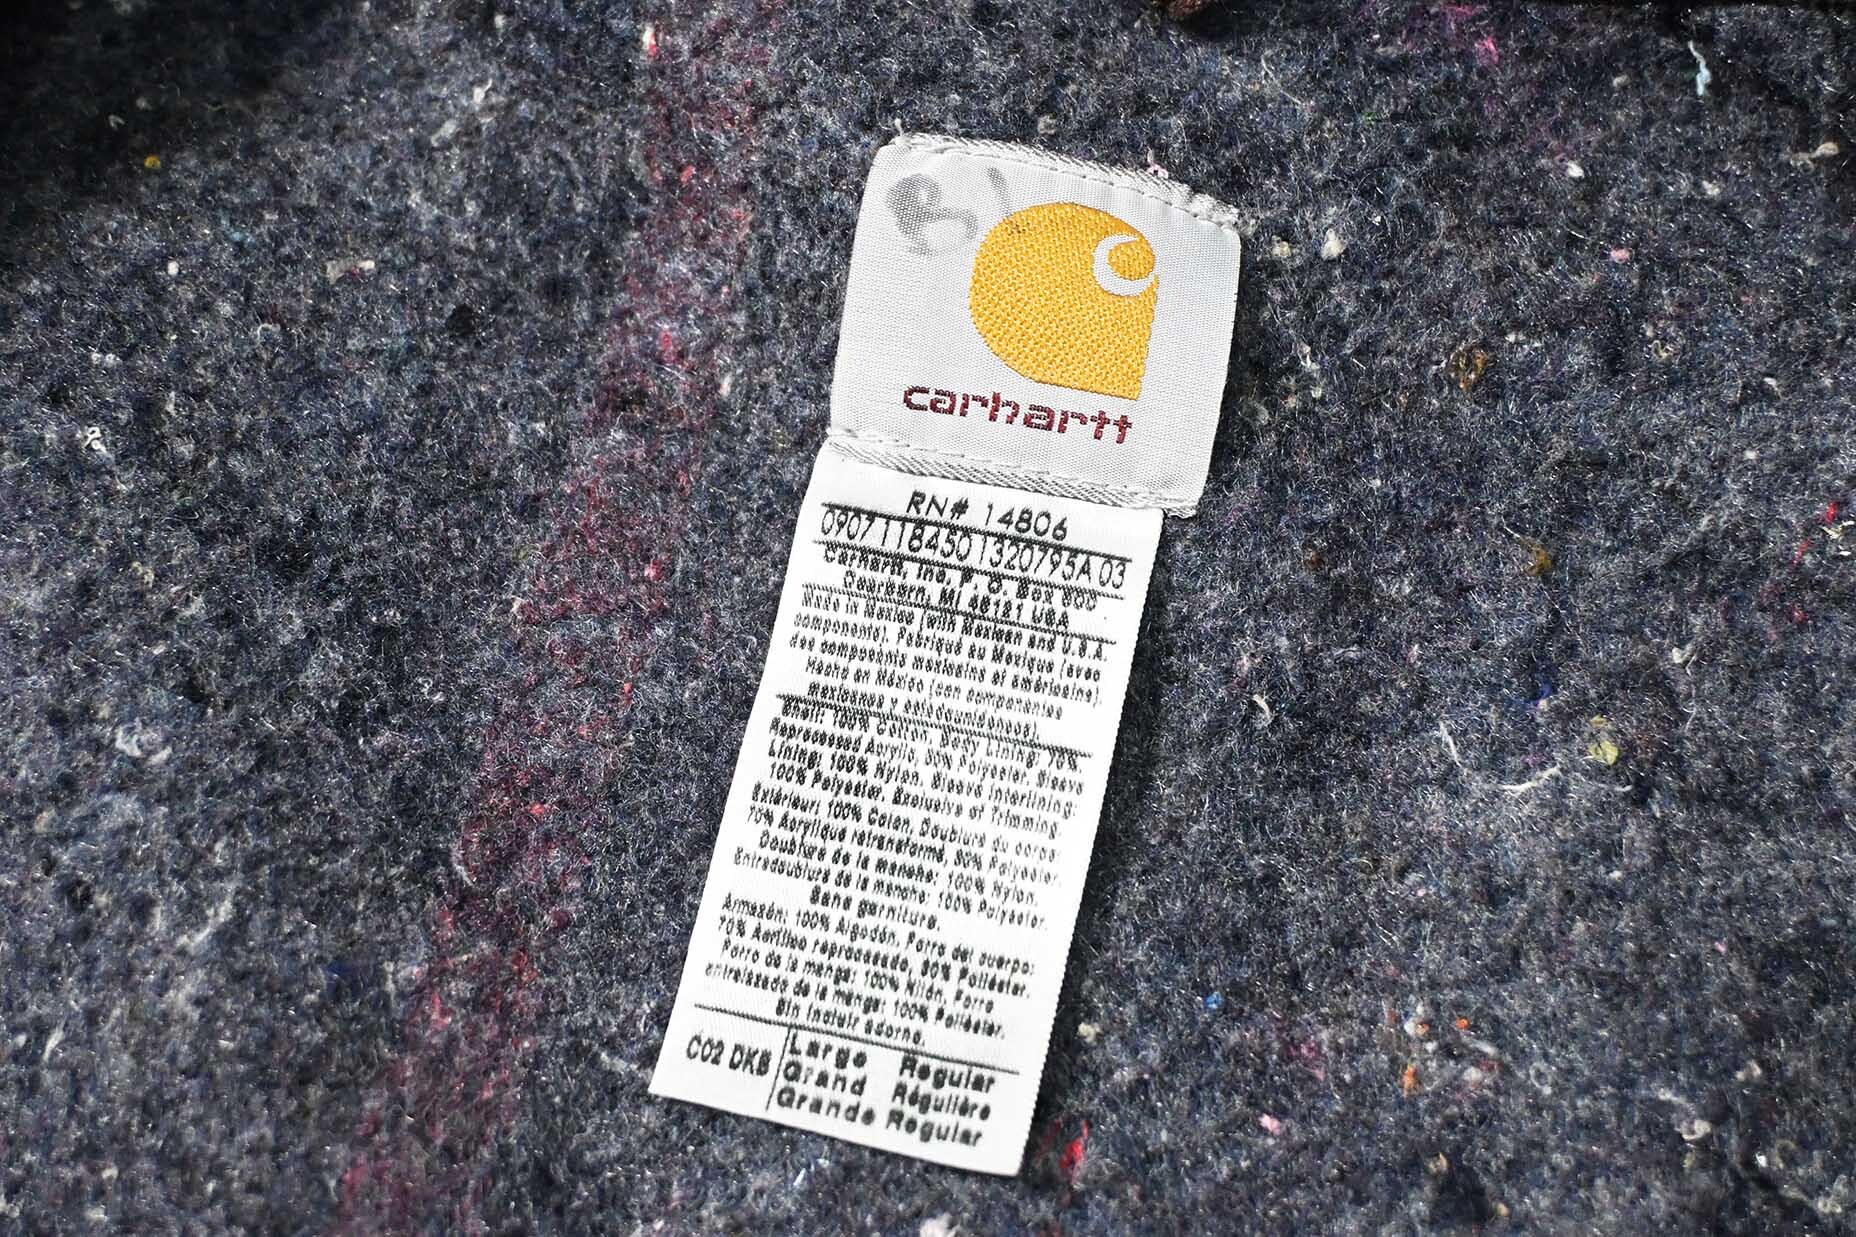 carhartt
RN# 14806
0907 1184501320795A 03
Carhartt, Inc. P. O. Box 600
Dearborn, MI 48121 USA
Made in Mexico (with Mexican and U.S.A.
components). Fabriqué au Mexique (avec
des composants mexicains et américains).
Hecho en México (con componentes
mexicanos y estadounidenses).
Shell: 100% Cotton, Body Lining: 70%
Reprocessed Acrylic, 30% Polyester, Sleeve
Lining: 100% Nylon, Sleeve Interlining:
100% Polyester, Exclusive of Trimming.
Extérieur: 100% Coton, Doublure du corps:
70% Acrylique retransformé, 30% Polyester.
Doublure de la manche: 100% Nylon.
Entredoublure de la manche: 100% Polyester.
Sans garniture.
Armazón: 100% Algodón, Forro del cuerpo:
70% Acrílico reprocesado, 30% Poliéster.
Forro de la manga: 100% Nilón, Forro
entrelazado de la manga: 100% Poliéster.
Sin incluir adorno.
C02 DKB Large Regular
Grand Régulière
Grande Regular